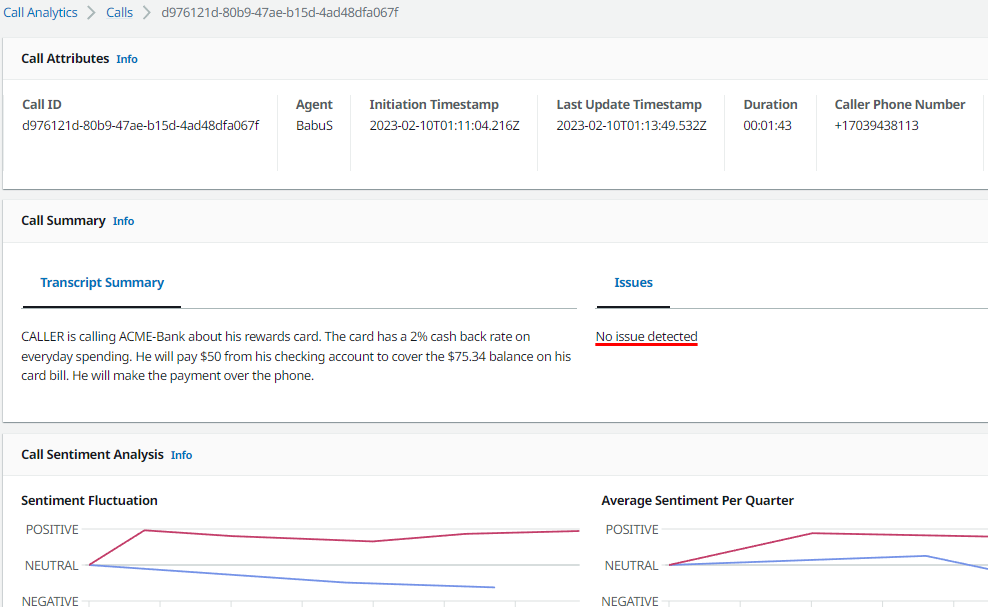 Call Analytics > Calls > d976121d-80b9-47ae-b15d-4ad48dfa067f
Call Attributes Info
Call ID Agent Initiation Timestamp Last Update Timestamp Duration Caller Phone Number
d976121d-80b9-47ae-b15d-4ad48dfa067f BabuS 2023-02-10T01:11:04.216Z 2023-02-10T01:13:49.532Z 00:01:43 +17039438113
Call Summary Info
Transcript Summary
CALLER is calling ACME-Bank about his rewards card. The card has a 2% cash back rate on
everyday spending. He will pay $50 from his checking account to cover the $75.34 balance on his
card bill. He will make the payment over the phone.
Issues
No issue detected
Call Sentiment Analysis Info
Sentiment Fluctuation
POSITIVE
NEUTRAL
NEGATIVE
Average Sentiment Per Quarter
POSITIVE
NEUTRAL
NEGATIVE